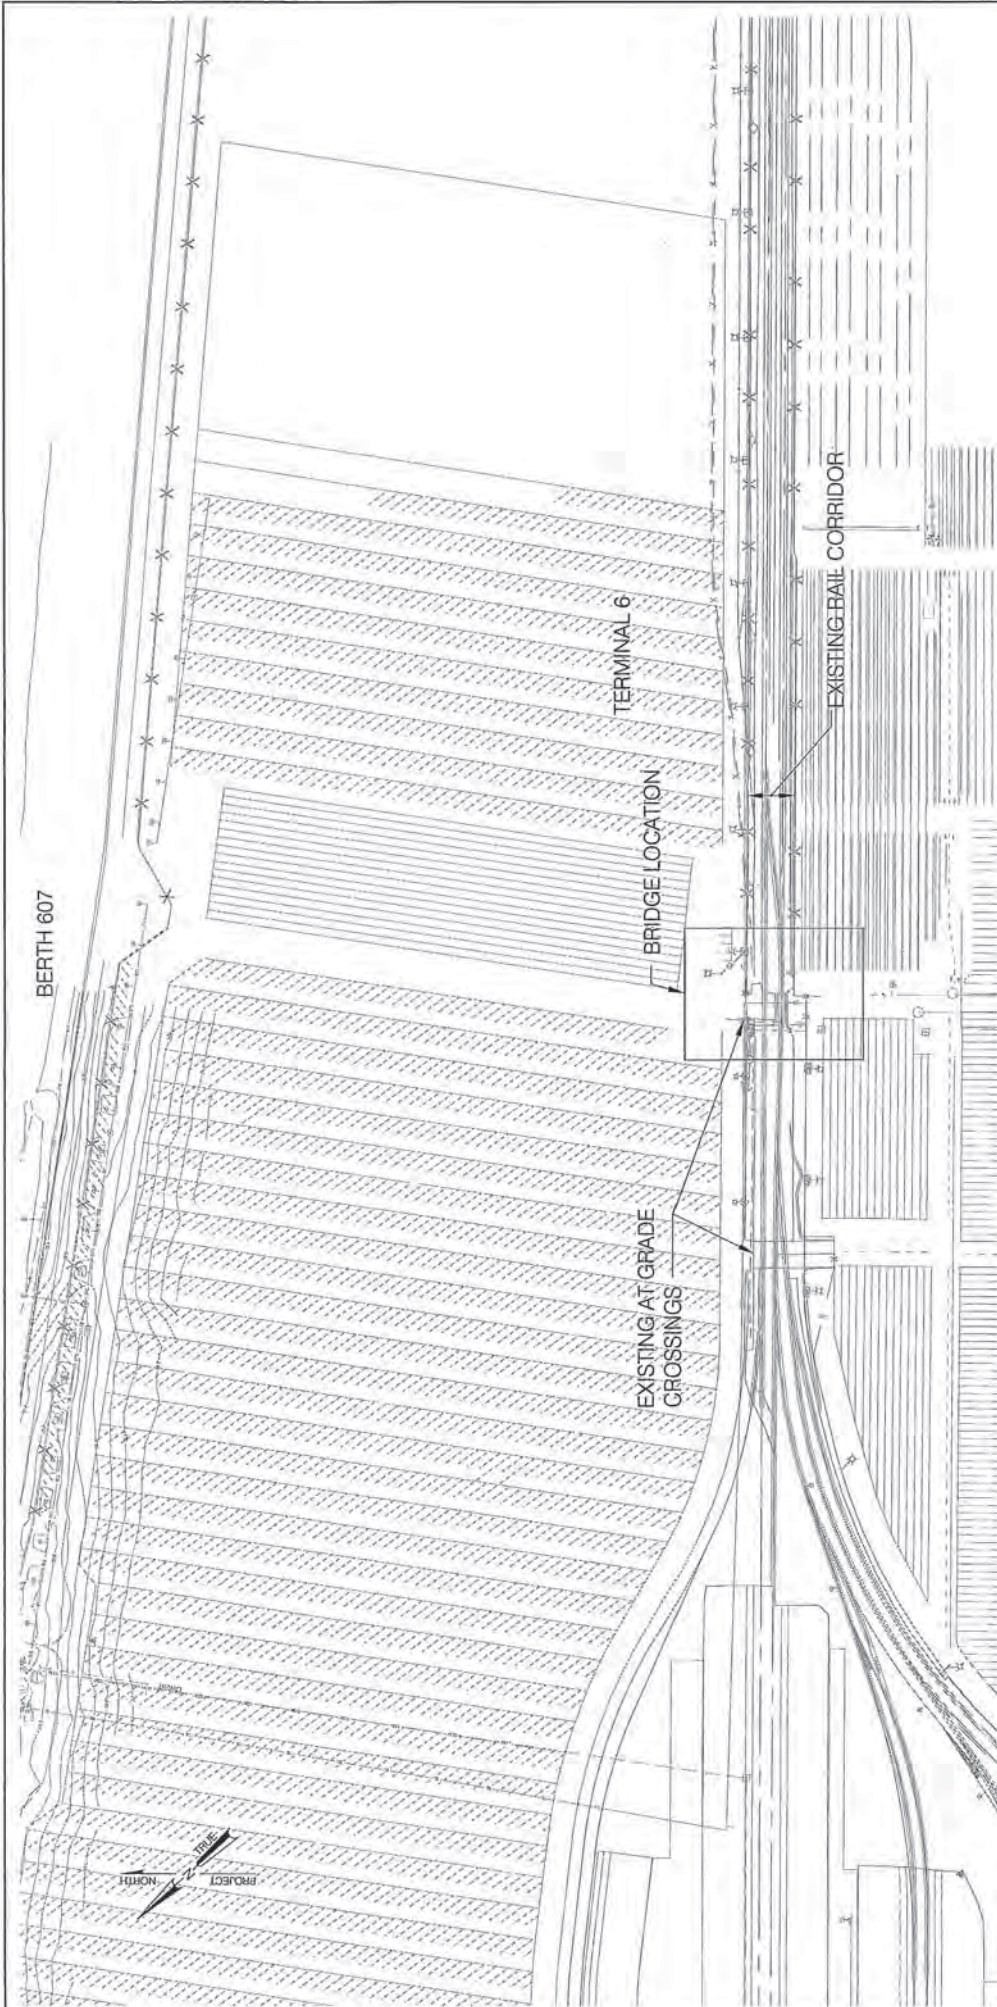 BERTH 607
TERMINAL 6
EXISTING RAIL CORRIDOR
BRIDGE LOCATION
EXISTING AT GRADE
CROSSINGS
PROJECT
NORTH
N
TRUE